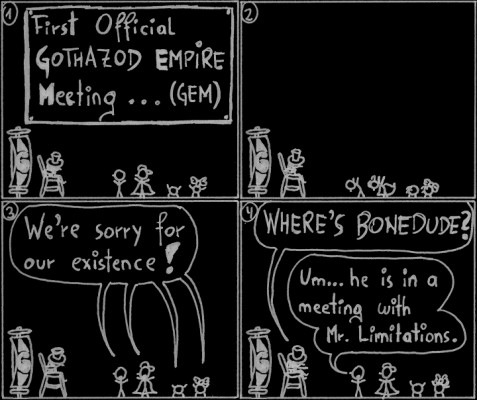 1
First Official
GOTHAZOD EMPIRE
Meeting ... (GEM)
2
3
We're sorry for
our existence!
4
WHERE'S BONEDUDE?
Um... he is in a
meeting with
Mr. Limitations.